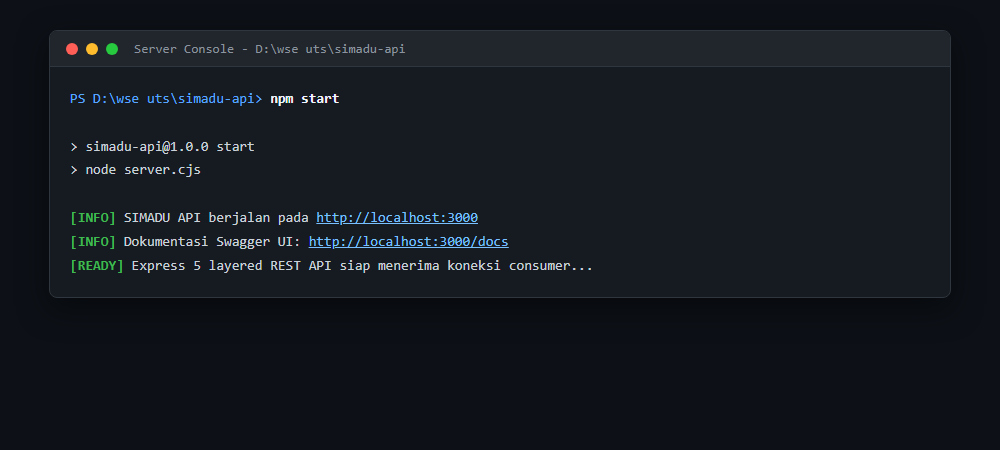 Server Console - D:\wse uts\simadu-api
PS D:\wse uts\simadu-api> npm start
> simadu-api@1.0.0 start
> node server.cjs
[INFO] SIMADU API berjalan pada http://localhost:3000
[INFO] Dokumentasi Swagger UI: http://localhost:3000/docs
[READY] Express 5 layered REST API siap menerima koneksi consumer...